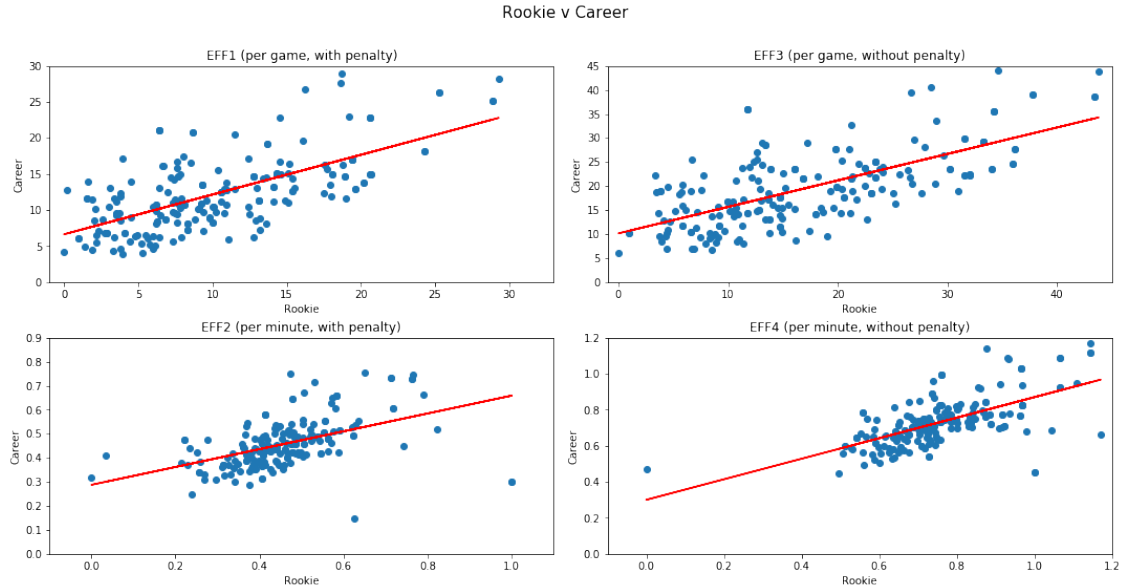 Rookie v Career
EFF1 (per game, with penalty)
30
25
20
15
10
5
0
Career
0 5 10 15 20 25 30
Rookie
EFF3 (per game, without penalty)
45
40
35
30
25
20
15
10
5
0
Career
0 10 20 30 40
Rookie
EFF2 (per minute, with penalty)
0.9
0.8
0.7
0.6
0.5
0.4
0.3
0.2
0.1
0.0
Career
0.0 0.2 0.4 0.6 0.8 1.0
Rookie
EFF4 (per minute, without penalty)
1.2
1.0
0.8
0.6
0.4
0.2
0.0
Career
0.0 0.2 0.4 0.6 0.8 1.0 1.2
Rookie